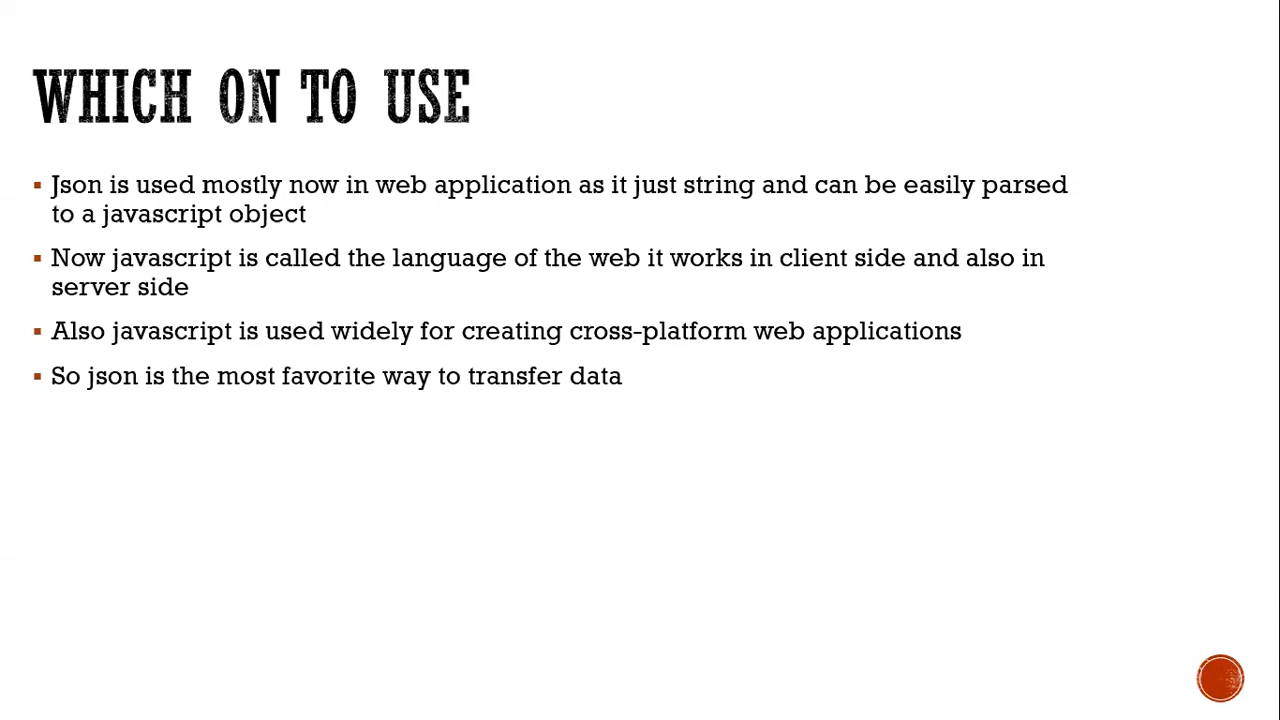 WHICH ON TO USE
▪ Json is used mostly now in web application as it just string and can be easily parsed
to a javascript object
▪ Now javascript is called the language of the web it works in client side and also in
server side
▪ Also javascript is used widely for creating cross-platform web applications
▪ So json is the most favorite way to transfer data